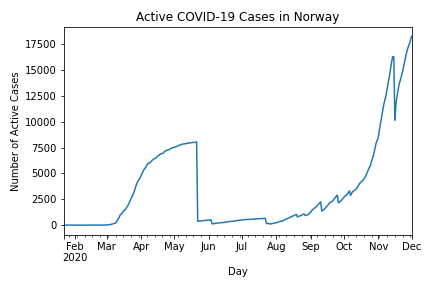 Active COVID-19 Cases in Norway
Number of Active Cases
17500
15000
12500
10000
7500
5000
2500
0
Feb Mar Apr May Jun Jul Aug Sep Oct Nov Dec
2020
Day